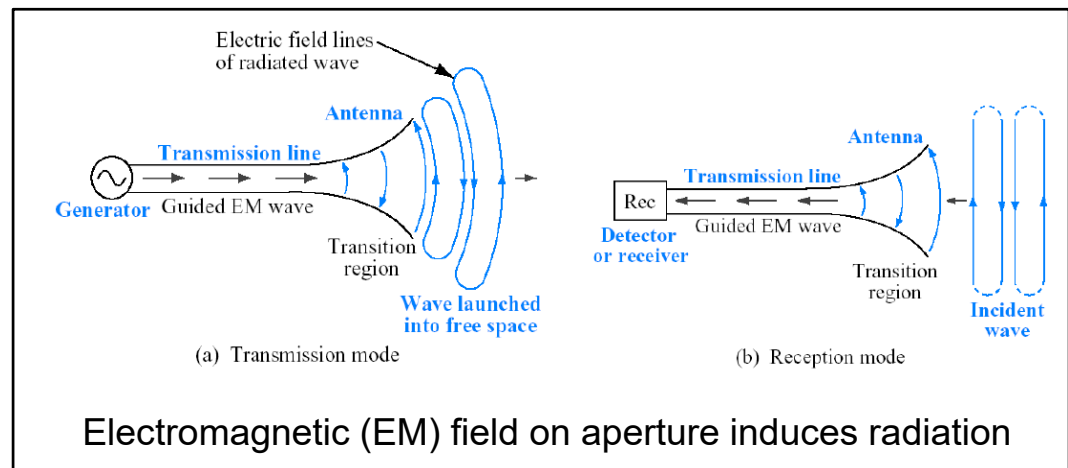 Electric field lines
of radiated wave
Antenna
Transmission line
Generator
Guided EM wave
Transition
region
Wave launched
into free space
(a) Transmission mode
Antenna
Transmission line
Rec
Detector
or receiver
Guided EM wave
Transition
region
Incident
wave
(b) Reception mode
Electromagnetic (EM) field on aperture induces radiation